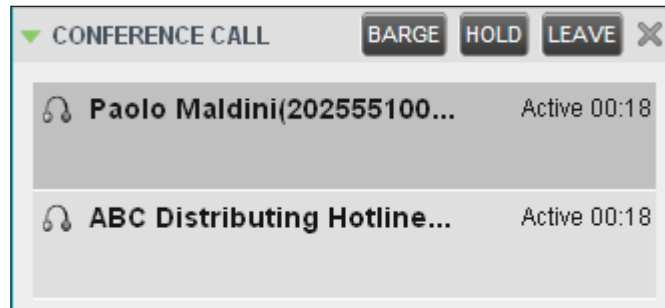 CONFERENCE CALL BARGE HOLD LEAVE
Paolo Maldini(202555100... Active 00:18
ABC Distributing Hotline... Active 00:18